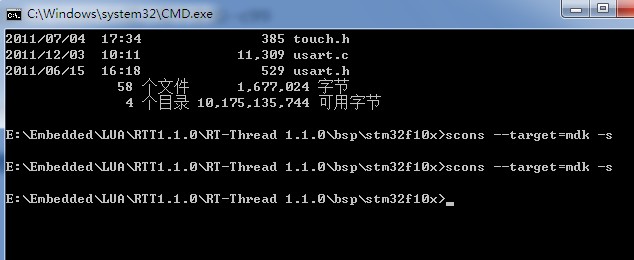 C:\Windows\system32\CMD.exe
2011/07/04  17:34               385 touch.h
2011/12/03  10:11            11,309 usart.c
2011/06/15  16:18               529 usart.h
58 个文件      1,677,024 字节
4 个目录 10,175,135,744 可用字节
E:\Embedded\LUA\RTT1.1.0\RT-Thread 1.1.0\bsp\stm32f10x>scons --target=mdk -s
E:\Embedded\LUA\RTT1.1.0\RT-Thread 1.1.0\bsp\stm32f10x>scons --target=mdk -s
E:\Embedded\LUA\RTT1.1.0\RT-Thread 1.1.0\bsp\stm32f10x>_